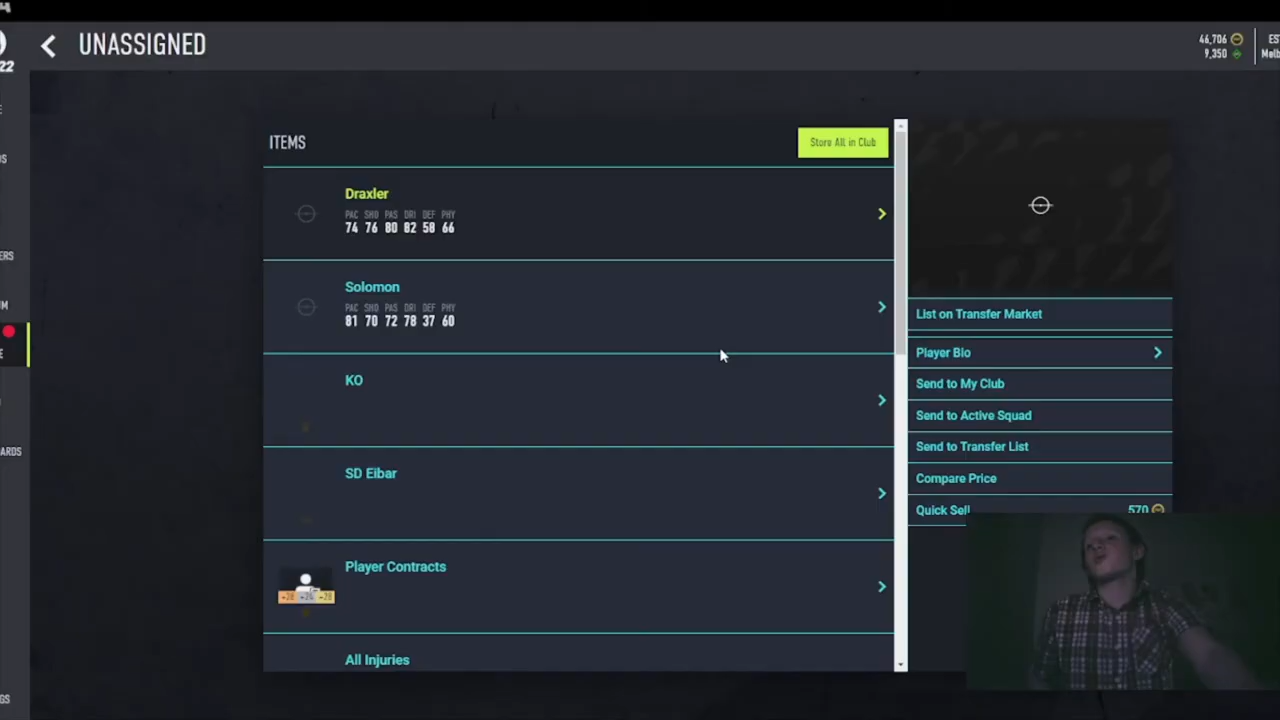 UNASSIGNED
46,706
9,350
22
ITEMS
Store All in Club
Draxler
PAC SHO PAS DRI DEF PHY
74 76 80 82 58 66
Solomon
PAC SHO PAS DRI DEF PHY
81 70 72 78 37 60
KO
SD Eibar
Player Contracts
All Injuries
List on Transfer Market
Player Bio
Send to My Club
Send to Active Squad
Send to Transfer List
Compare Price
Quick Sell 570